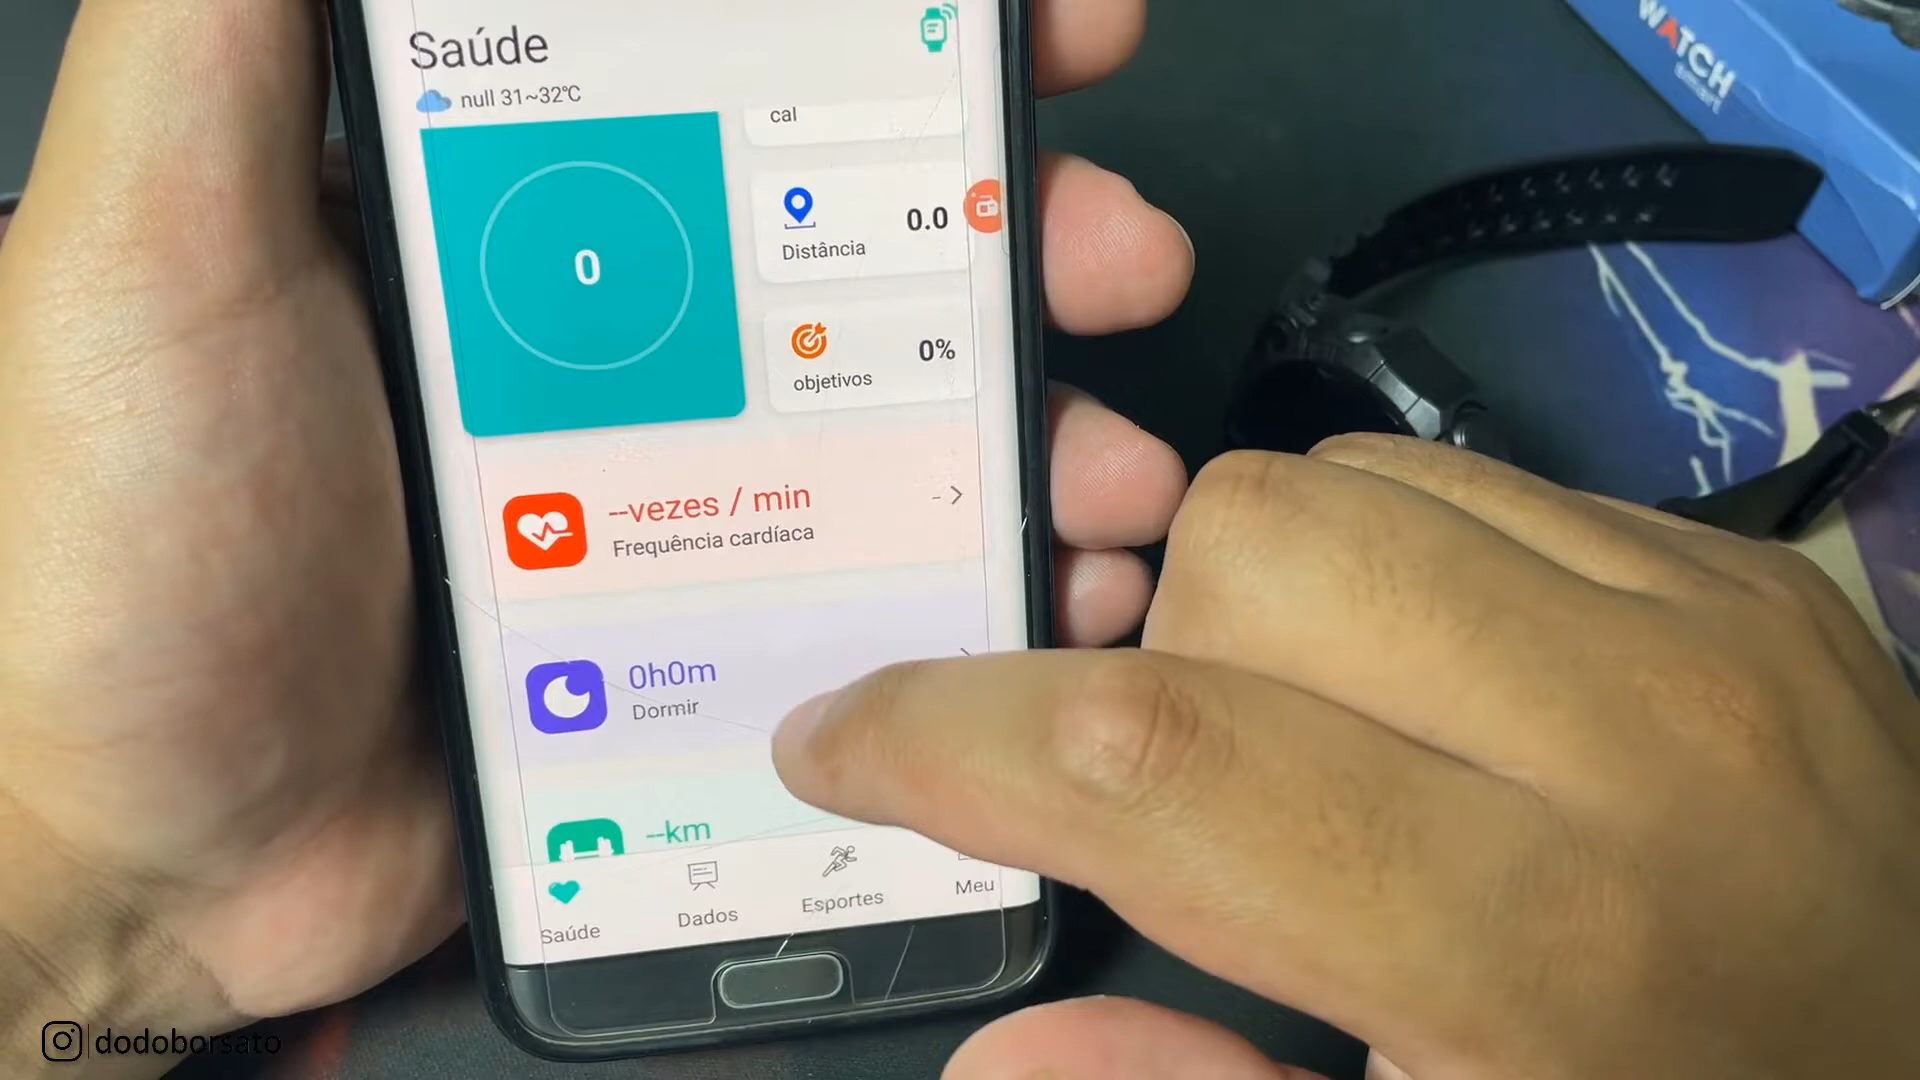 Saúde
null 31~32℃
cal
0
Distância
0.0
objetivos
0%
--vezes / min
Frequência cardíaca
-
0h0m
Dormir
--km
Saúde
Dados
Esportes
Meu
WATCH
smart
dodoborsato